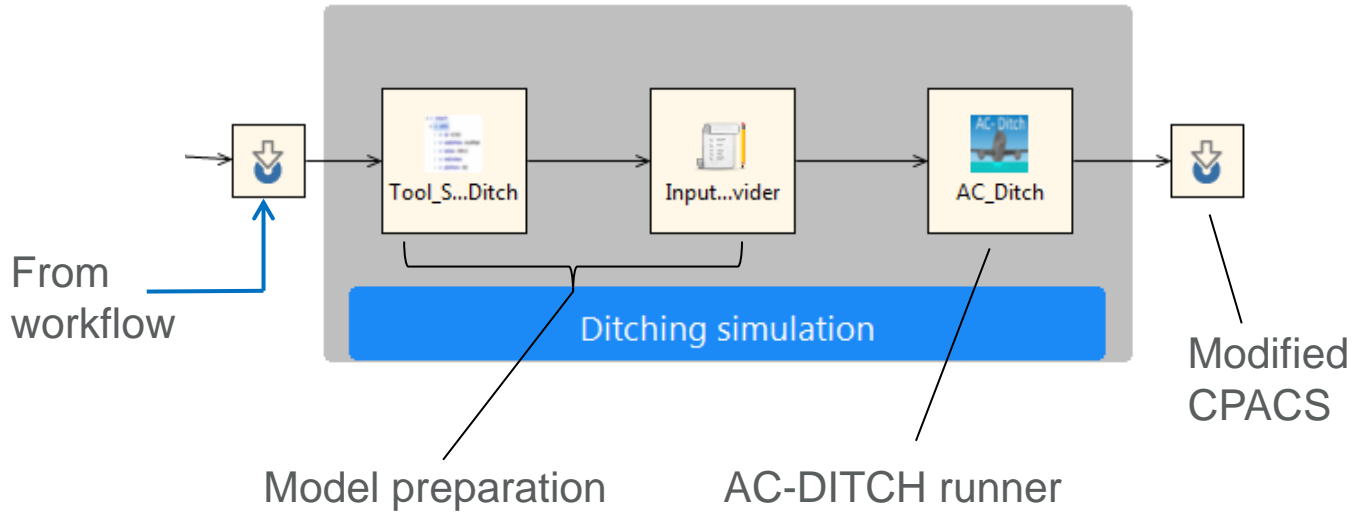 AC- Ditch
Tool_S...Ditch
Input...vider
AC_Ditch
From
workflow
Ditching simulation
Modified
CPACS
Model preparation
AC-DITCH runner